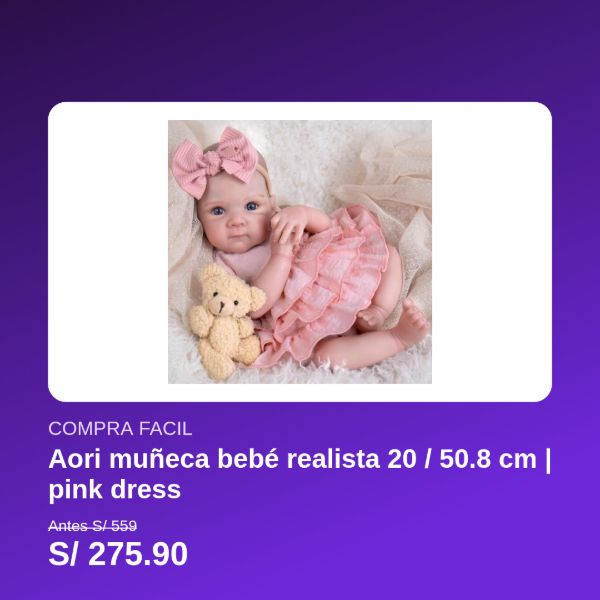 COMPRA FACIL
Aori muñeca bebé realista 20 / 50.8 cm |
pink dress
Antes S/ 559
S/ 275.90